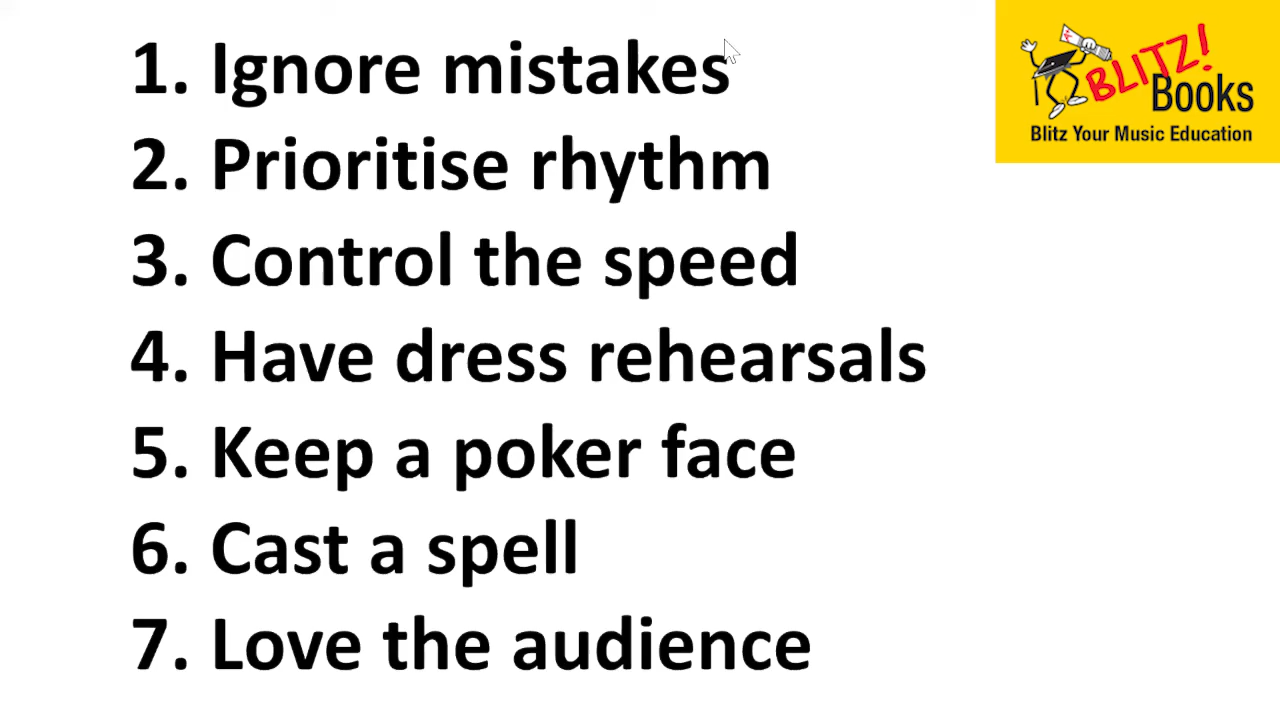 1. Ignore mistakes
2. Prioritise rhythm
3. Control the speed
4. Have dress rehearsals
5. Keep a poker face
6. Cast a spell
7. Love the audience
A+
BLITZ!
Books
Blitz Your Music Education